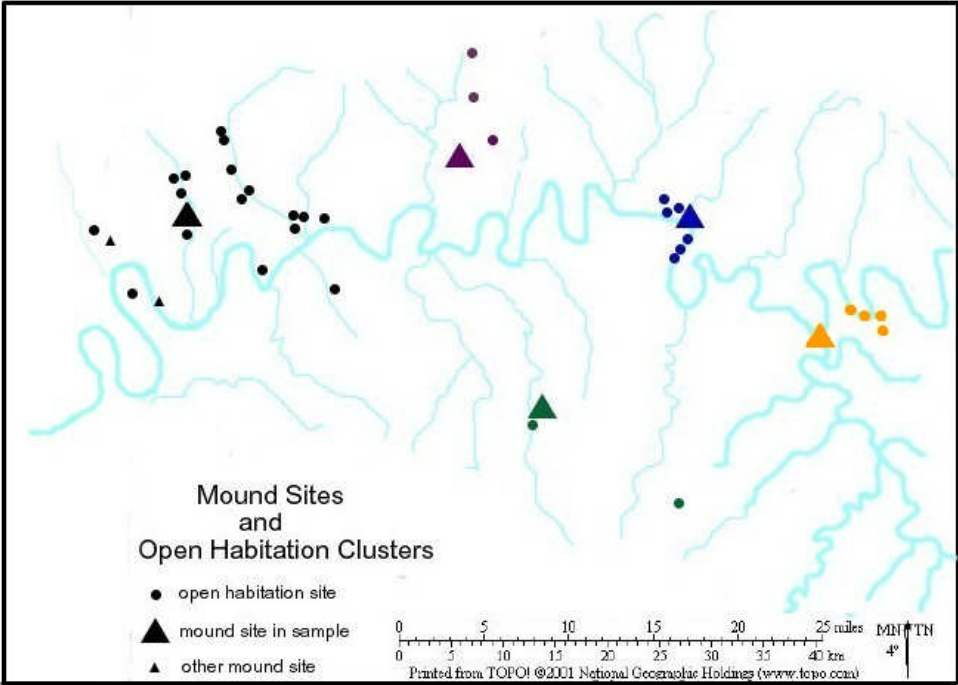 Mound Sites
and
Open Habitation Clusters
open habitation site
mound site in sample
other mound site
0 5 10 15 20 25 miles
0 5 10 15 20 25 30 35 40 km
MN TN
4°
Printed from TOPO! ©2001 National Geographic Holdings (www.topo.com)